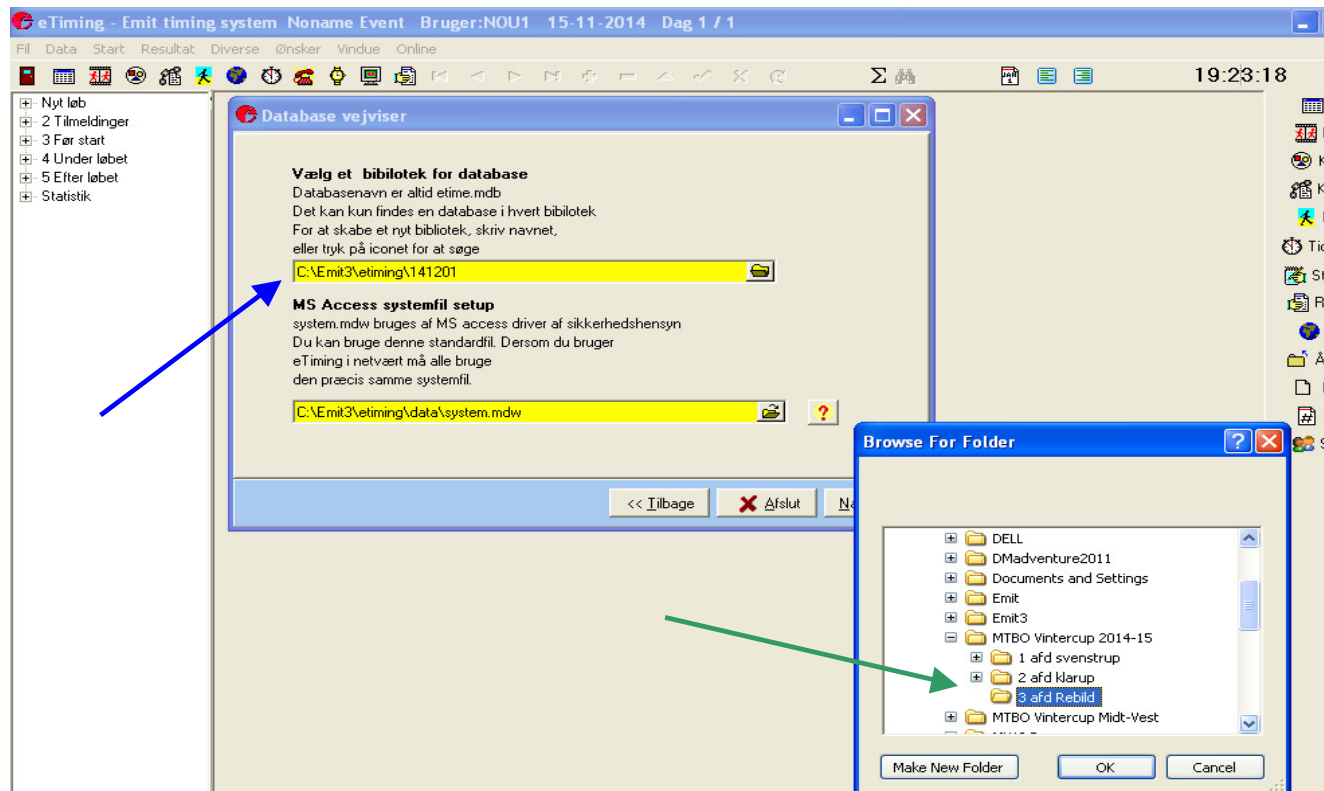 eTiming - Emit timing system Noname Event Bruger:NOU1 15-11-2014 Dag 1 / 1
Fil Data Start Resultat Diverse Ønsker Vindue Online
19:23:18
Nyt løb
2 Tilmeldinger
3 Før start
4 Under løbet
5 Efter løbet
Statistik
Database vejviser
Vælg et bibilotek for database
Databasenavn er altid etime.mdb
Det kan kun findes en database i hvert bibilotek
For at skabe et nyt bibliotek, skriv navnet,
eller tryk på iconet for at søge
C:\Emit3\etiming\141201
MS Access systemfil setup
system.mdw bruges af MS access driver af sikkerhedshensyn
Du kan bruge denne standardfil. Dersom du bruger
eTiming i netvært må alle bruge
den præcis samme systemfil.
C:\Emit3\etiming\data\system.mdw
?
<< Tilbage
Afslut
Browse For Folder
DELL
DMadventure2011
Documents and Settings
Emit
Emit3
MTBO Vintercup 2014-15
1 afd svenstrup
2 afd klarup
3 afd Rebild
MTBO Vintercup Midt-Vest
Make New Folder
OK
Cancel